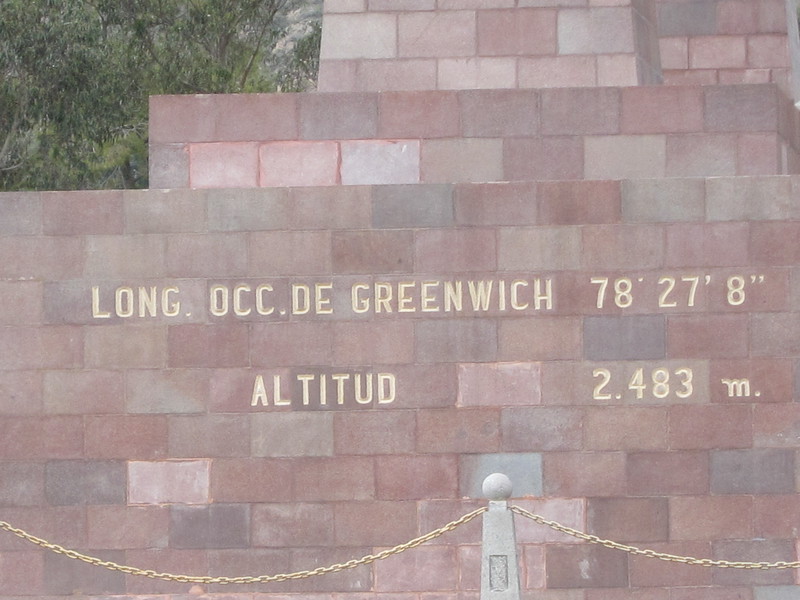 LONG. OCC.DE GREENWICH 78° 27' 8"
ALTITUD 2.483 m.